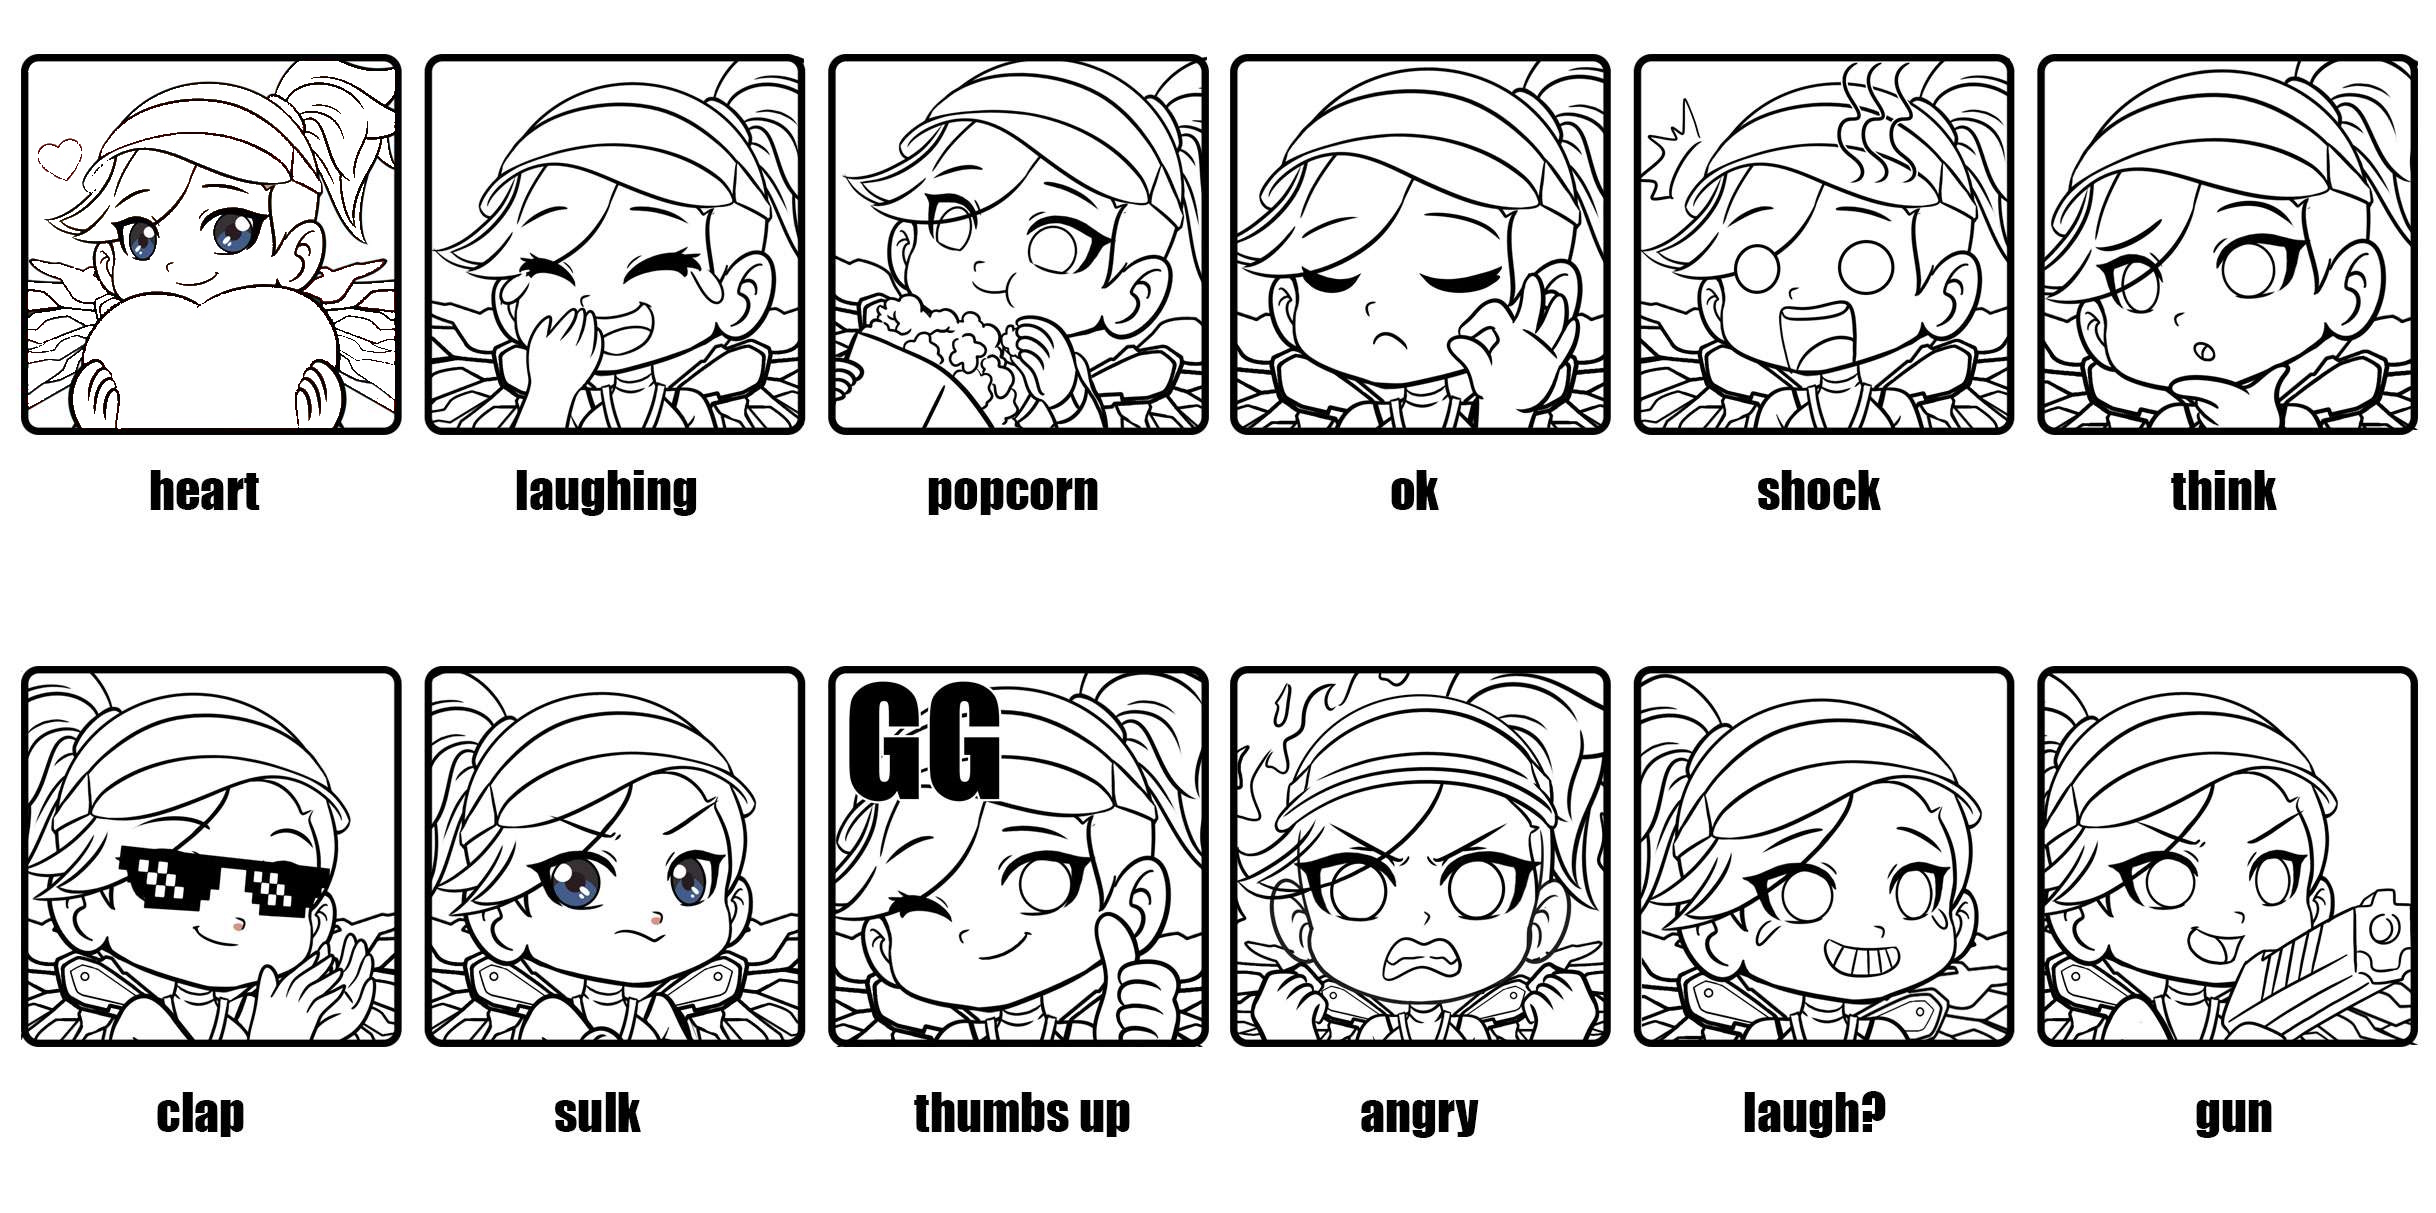 heart
laughing
popcorn
ok
shock
think
GG
clap
sulk
thumbs up
angry
laugh?
gun